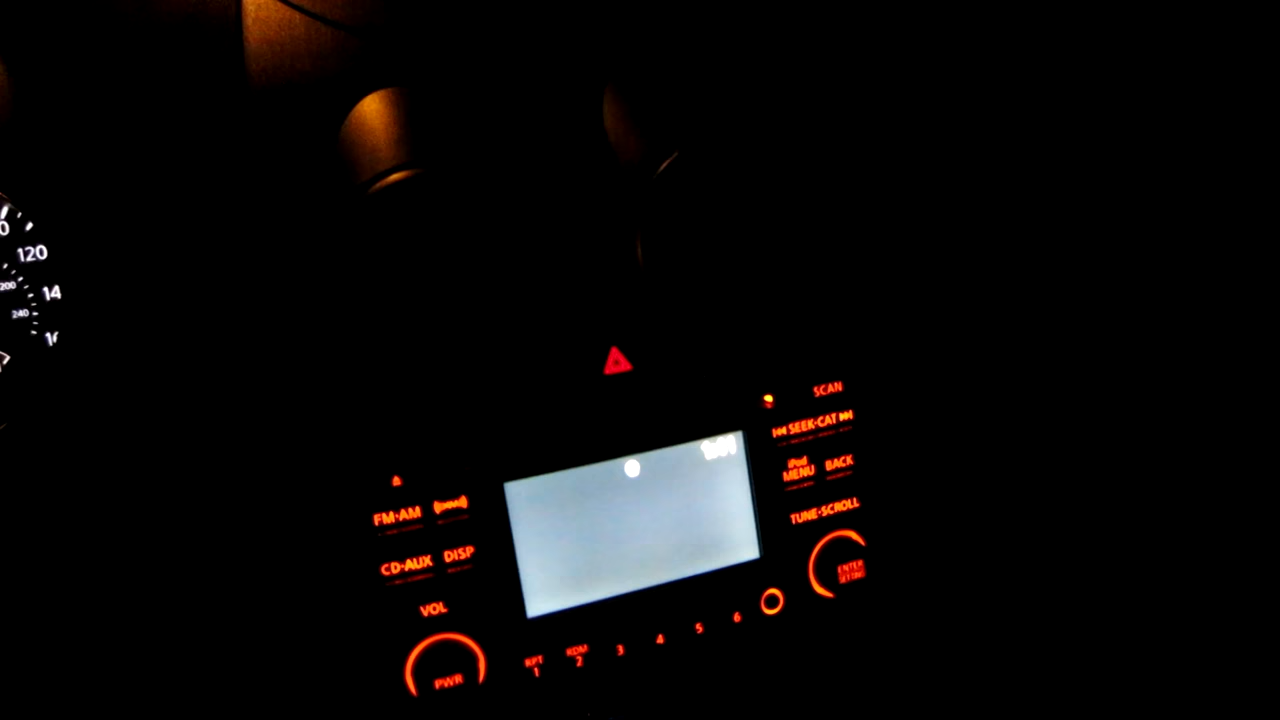 120
200
14
240
SCAN
SEEK·CAT
iPod
MENU
BACK
FM·AM
TUNE·SCROLL
CD·AUX
DISP
ENTER
SETTING
VOL
PWR
RPT
1
RDM
2
3
4
5
6